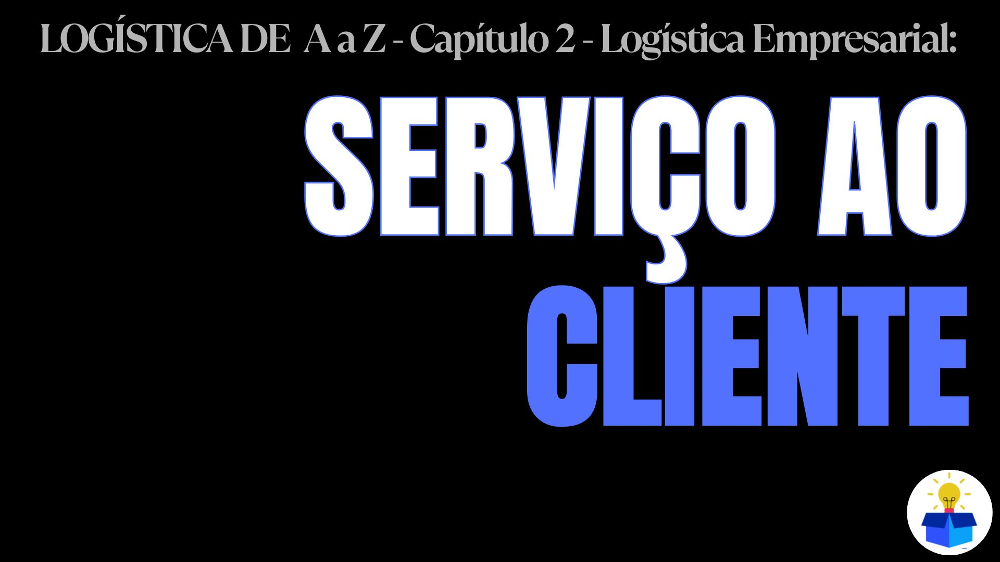 LOGÍSTICA DE A a Z - Capítulo 2 - Logística Empresarial:
SERVIÇO AO
CLIENTE